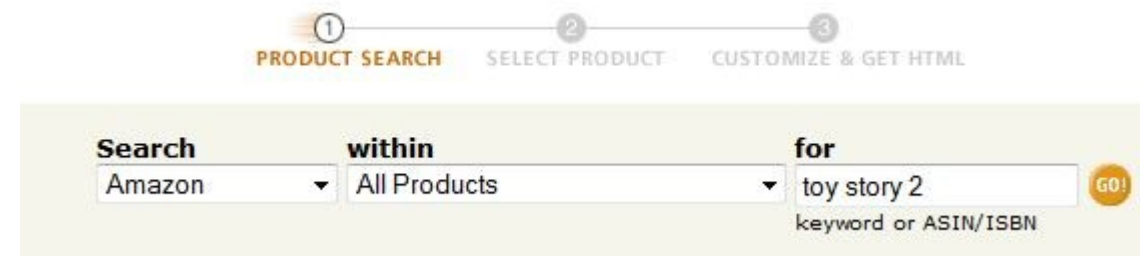 1 2 3
PRODUCT SEARCH SELECT PRODUCT CUSTOMIZE & GET HTML
Search within for
Amazon All Products toy story 2 GO!
keyword or ASIN/ISBN